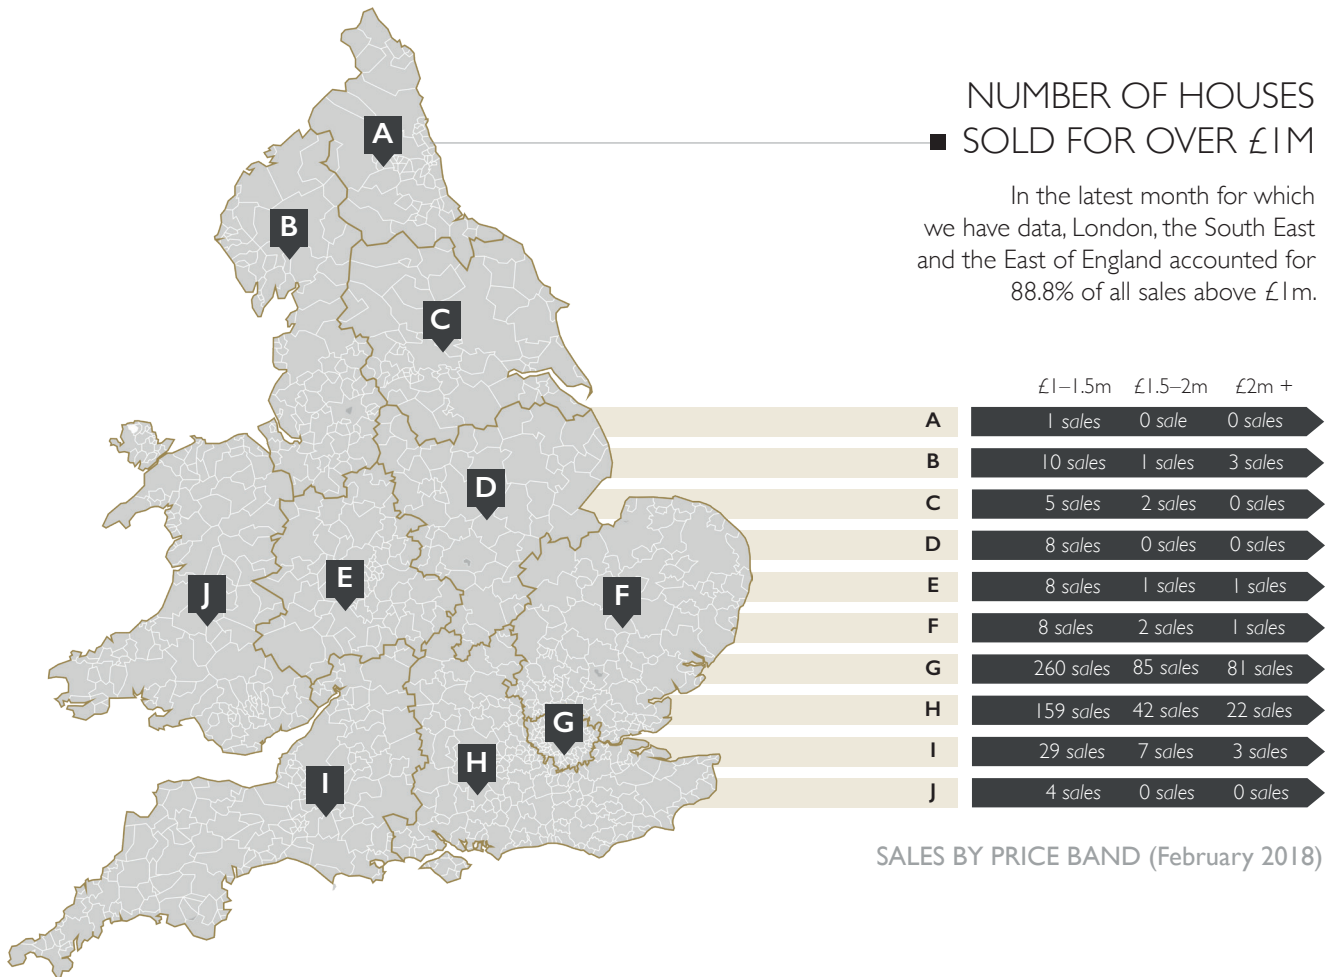 NUMBER OF HOUSES
SOLD FOR OVER £1M
In the latest month for which
we have data, London, the South East
and the East of England accounted for
88.8% of all sales above £1m.
A
B
C
D
E
F
G
H
I
J
£1–1.5m £1.5–2m £2m +
A 1 sales 0 sale 0 sales
B 10 sales 1 sales 3 sales
C 5 sales 2 sales 0 sales
D 8 sales 0 sales 0 sales
E 8 sales 1 sales 1 sales
F 8 sales 2 sales 1 sales
G 260 sales 85 sales 81 sales
H 159 sales 42 sales 22 sales
I 29 sales 7 sales 3 sales
J 4 sales 0 sales 0 sales
SALES BY PRICE BAND (February 2018)